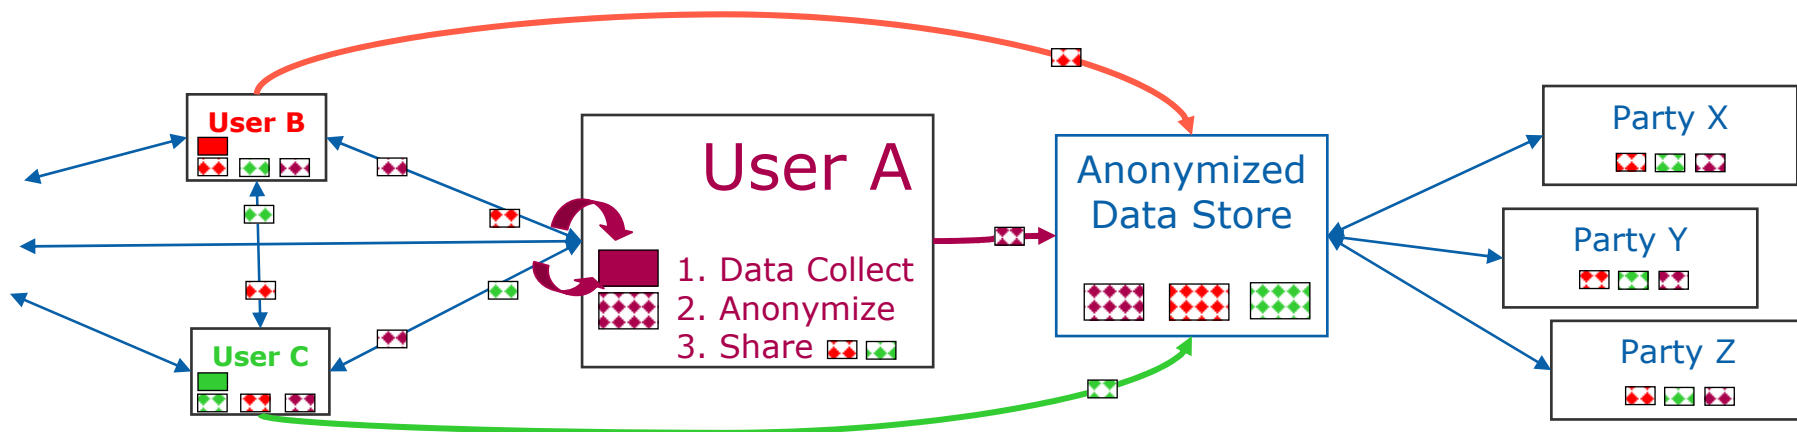 User B
User C
User A
1. Data Collect
2. Anonymize
3. Share
Anonymized
Data Store
Party X
Party Y
Party Z